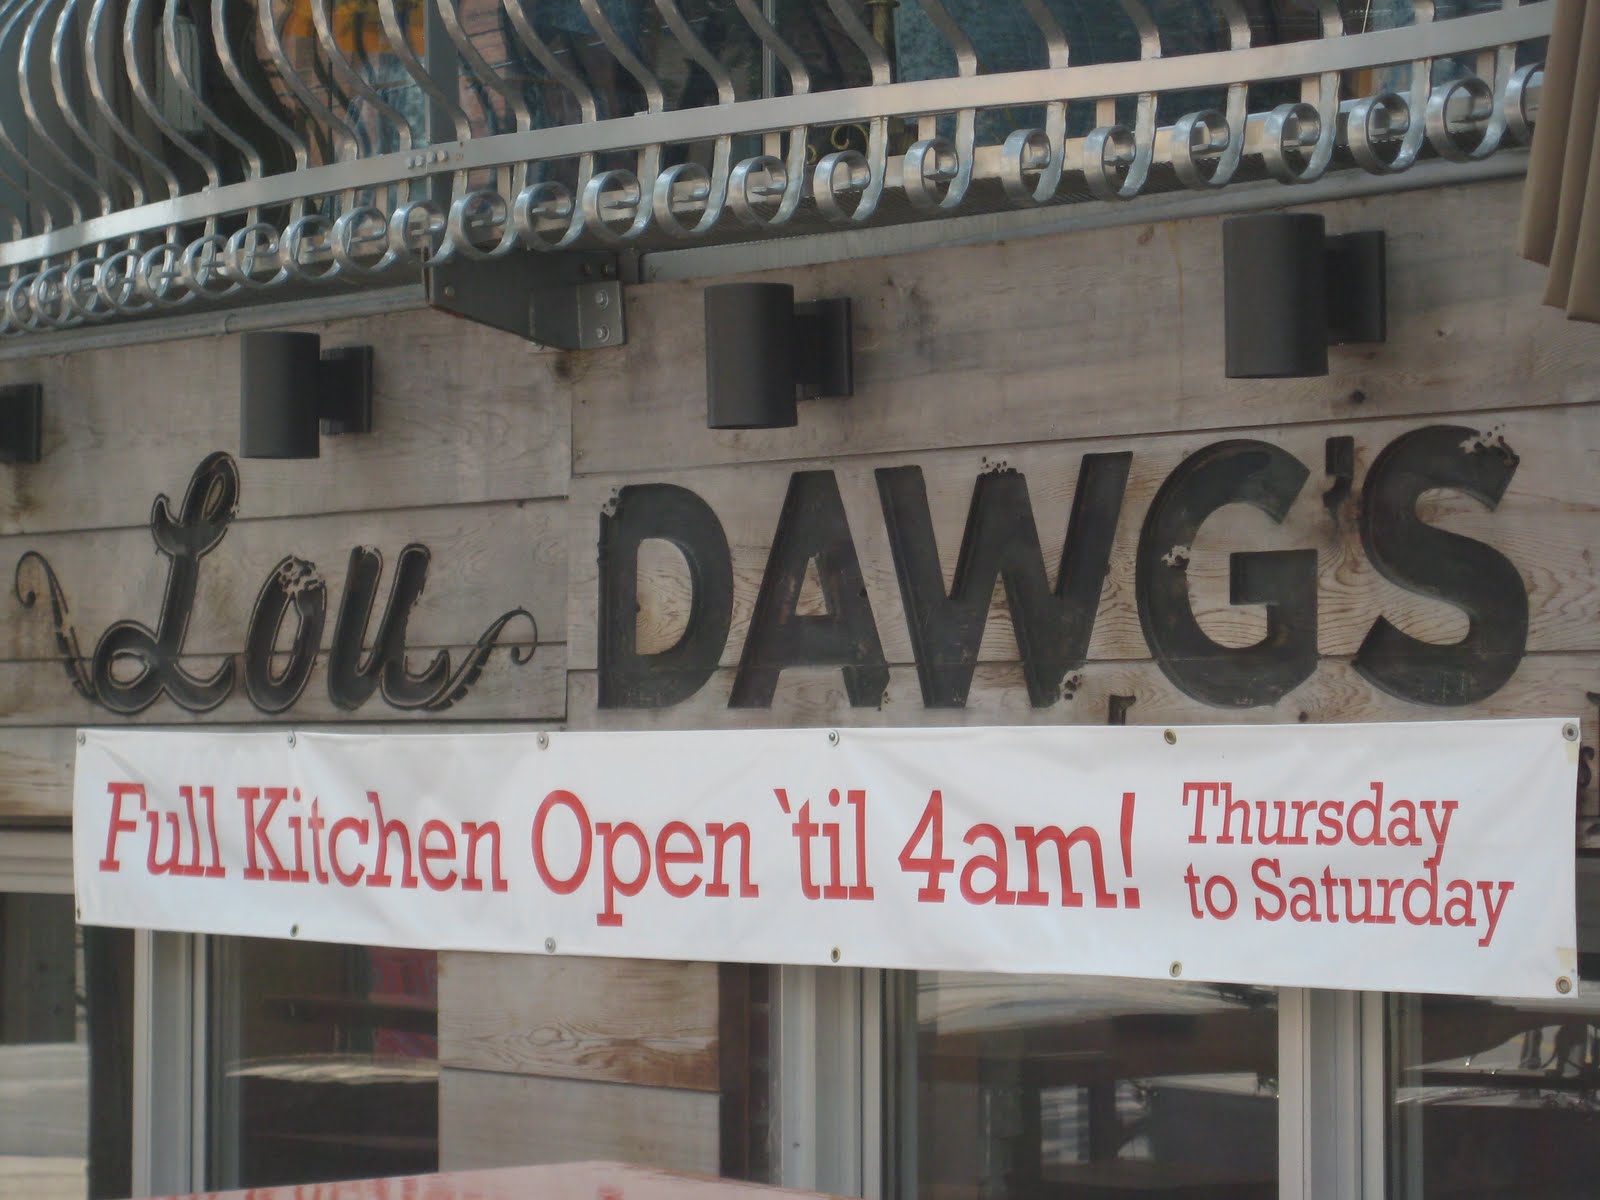 Lou DAWG'S
Full Kitchen Open `til 4am!
Thursday
to Saturday